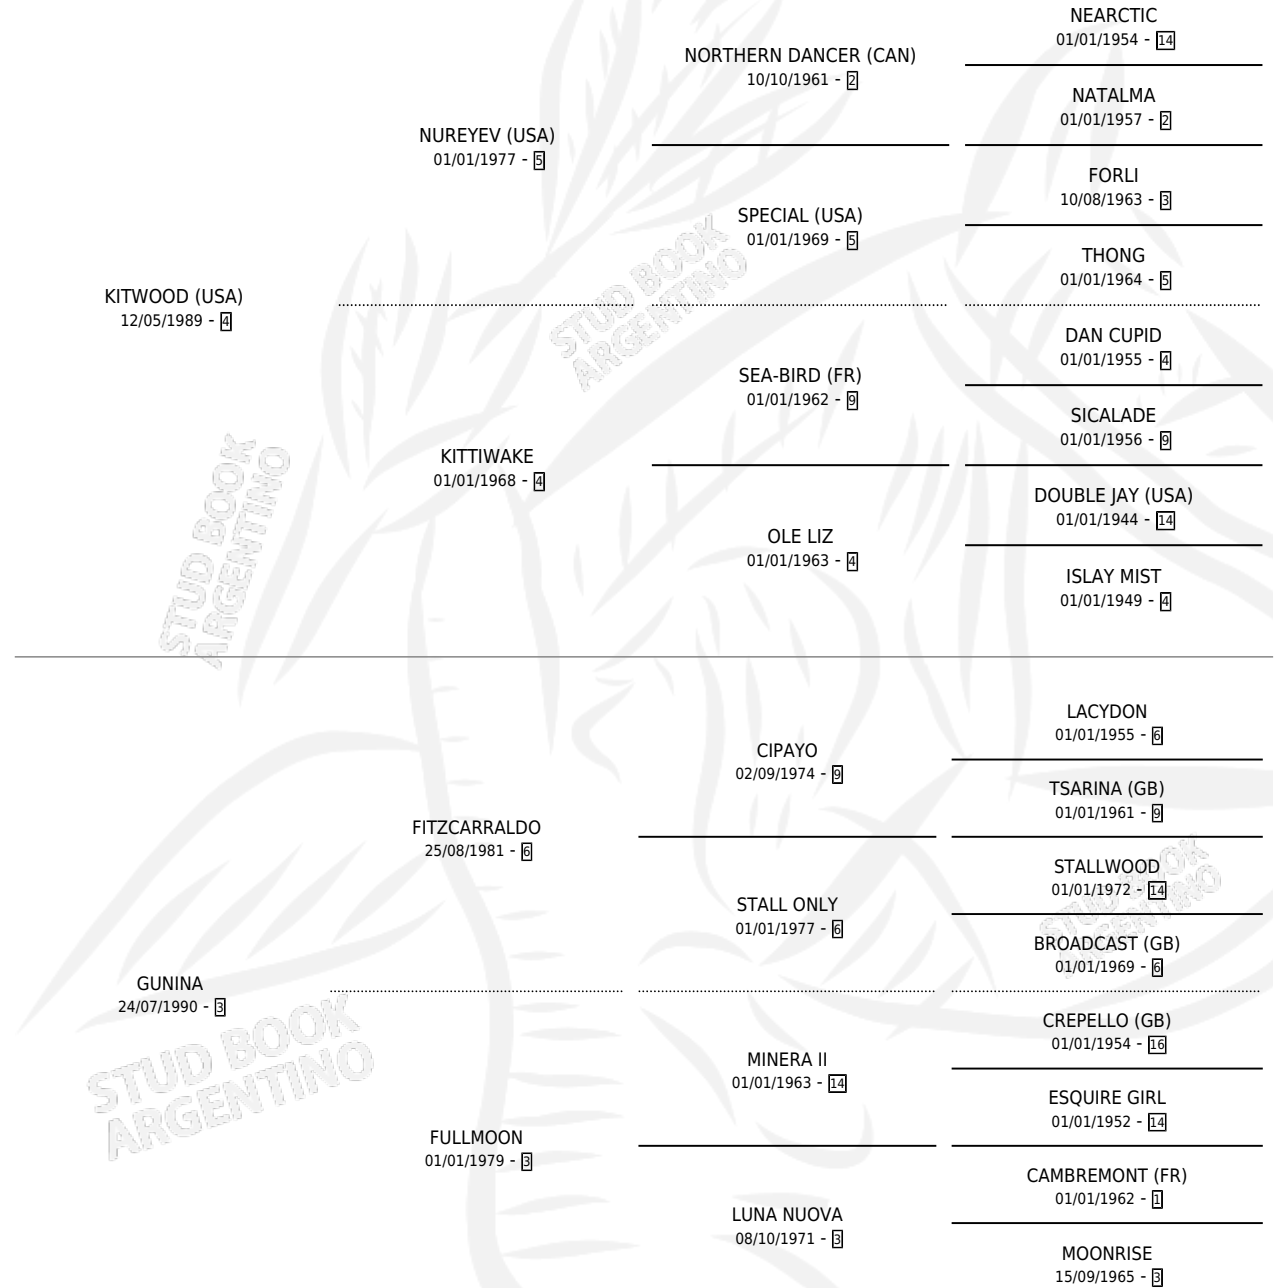 NEARCTIC
01/01/1954 - 14
NORTHERN DANCER (CAN)
10/10/1961 - 2
NATALMA
01/01/1957 - 2
NUREYEV (USA)
01/01/1977 - 5
FORLI
10/08/1963 - 3
SPECIAL (USA)
01/01/1969 - 5
THONG
01/01/1964 - 5
KITWOOD (USA)
12/05/1989 - 4
DAN CUPID
01/01/1955 - 4
SEA-BIRD (FR)
01/01/1962 - 9
SICALADE
01/01/1956 - 9
KITTIWAKE
01/01/1968 - 4
DOUBLE JAY (USA)
01/01/1944 - 14
OLE LIZ
01/01/1963 - 4
ISLAY MIST
01/01/1949 - 4
STUD BOOK
ARGENTINO
STUD BOOK
ARGENTINO
LACYDON
01/01/1955 - 6
CIPAYO
02/09/1974 - 9
TSARINA (GB)
01/01/1961 - 9
FITZCARRALDO
25/08/1981 - 6
STALLWOOD
01/01/1972 - 14
STALL ONLY
01/01/1977 - 6
BROADCAST (GB)
01/01/1969 - 6
STUD BOOK
ARGENTINO
GUNINA
24/07/1990 - 3
CREPELLO (GB)
01/01/1954 - 16
MINERA II
01/01/1963 - 14
ESQUIRE GIRL
01/01/1952 - 14
STUD BOOK
ARGENTINO
FULLMOON
01/01/1979 - 3
CAMBREMONT (FR)
01/01/1962 - 1
LUNA NUOVA
08/10/1971 - 3
MOONRISE
15/09/1965 - 3